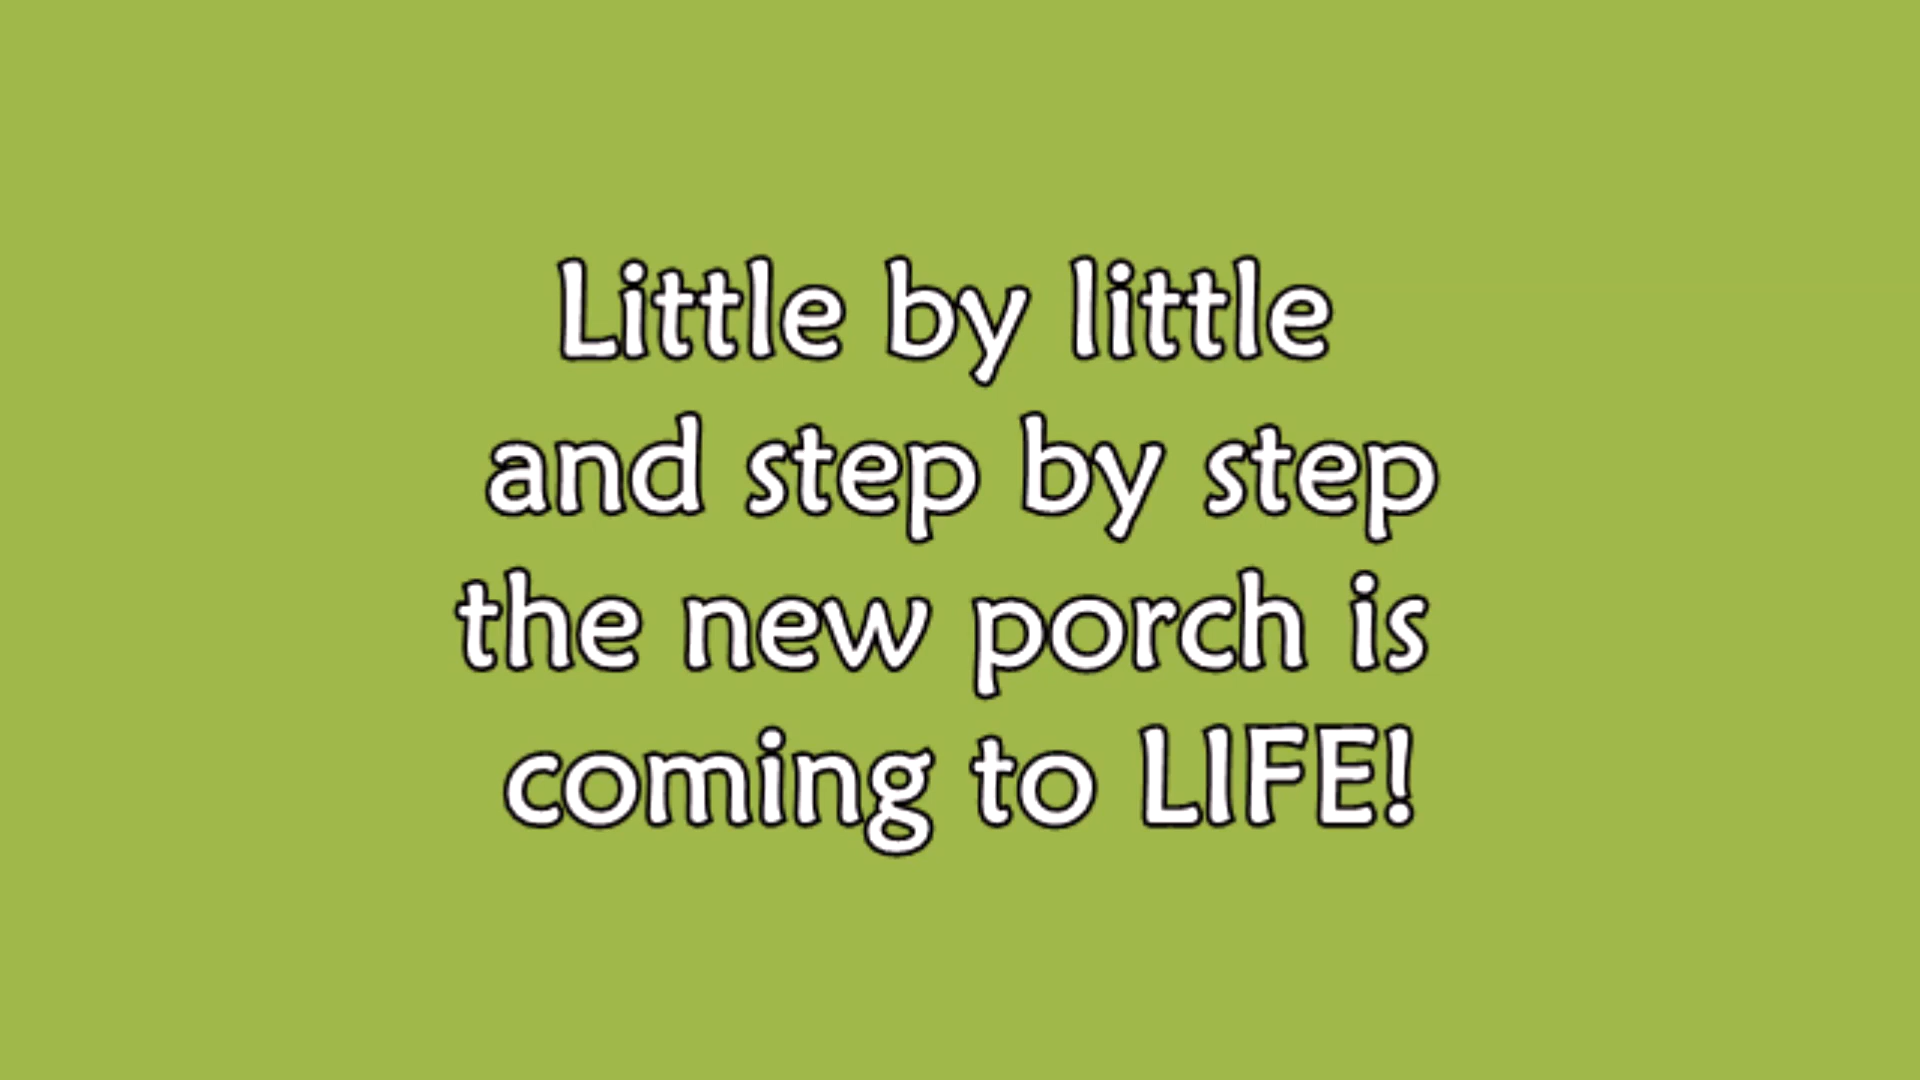 Little by little
and step by step
the new porch is
coming to LIFE!